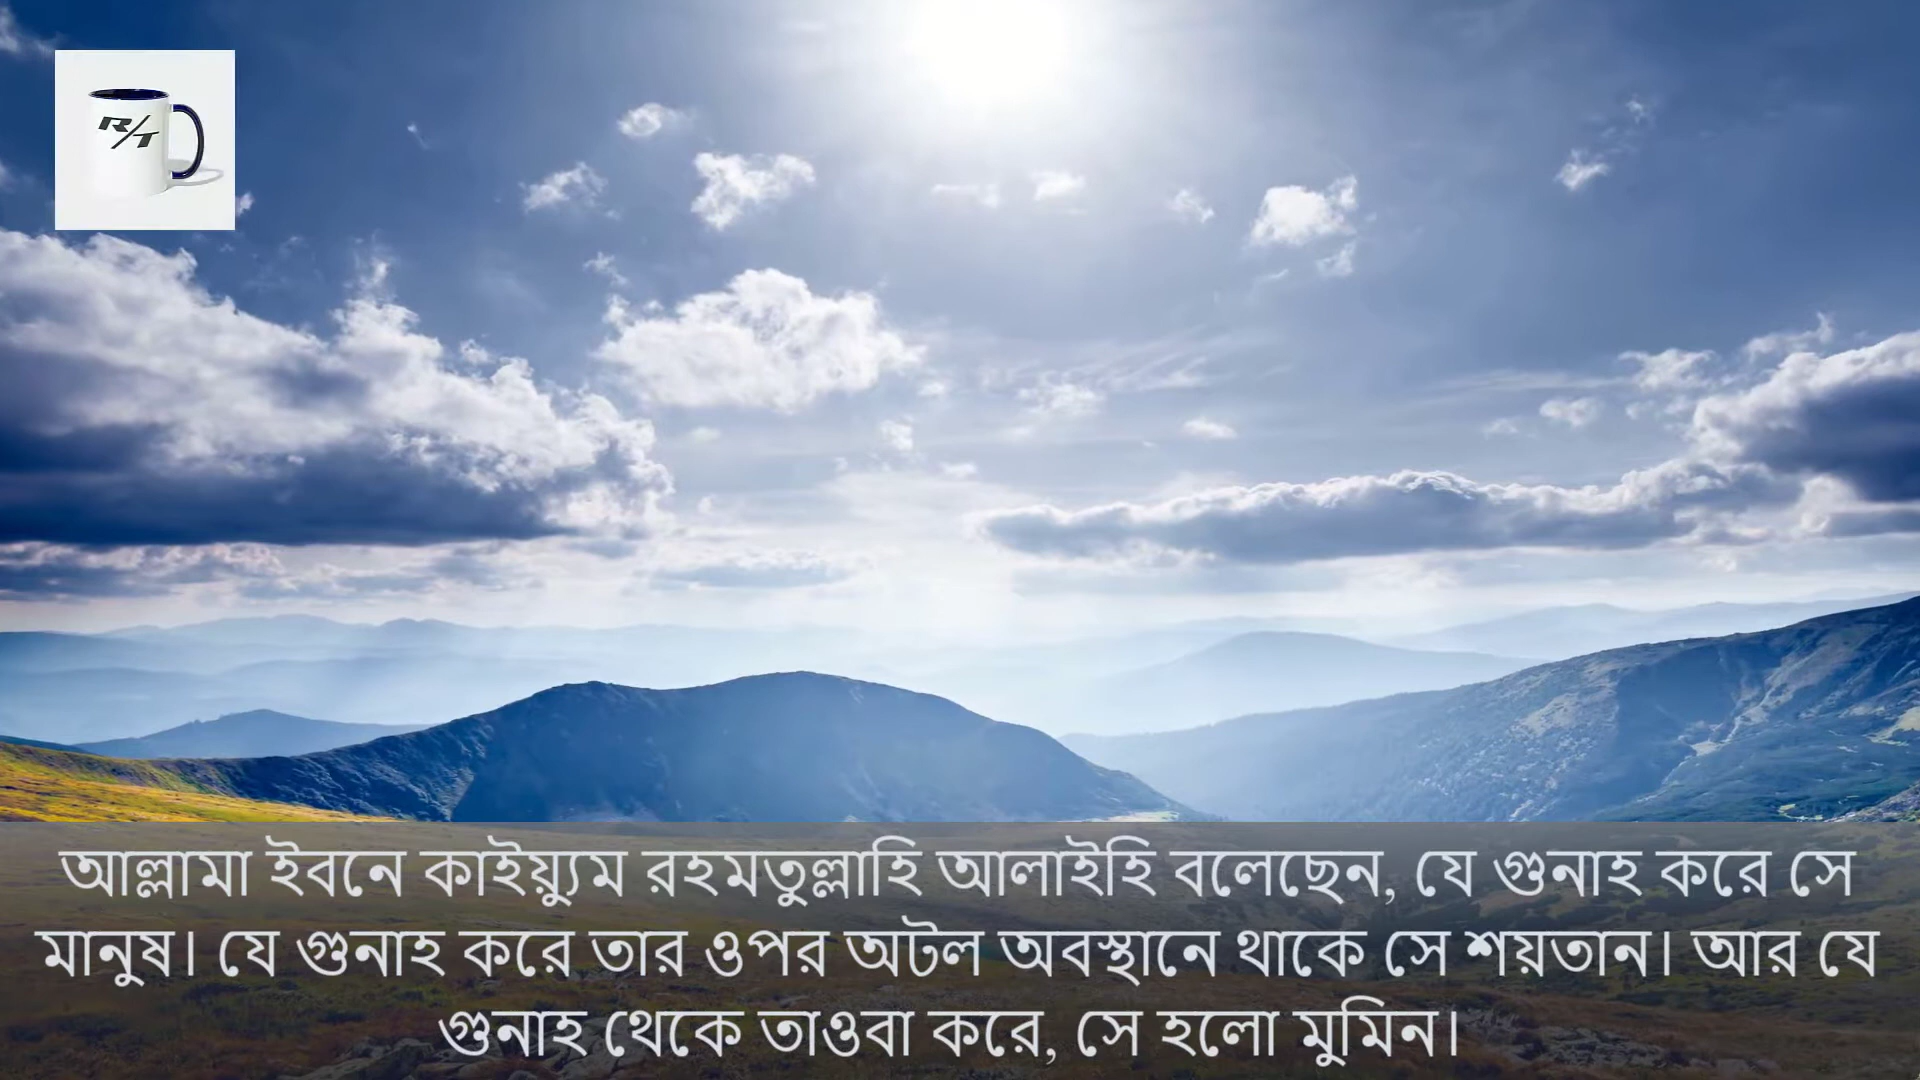 R/T
আল্লামা ইবনে কাইয়্যুম রহমতুল্লাহি আলাইহি বলেছেন, যে গুনাহ করে সে
মানুষ। যে গুনাহ করে তার ওপর অটল অবস্থানে থাকে সে শয়তান। আর যে
গুনাহ থেকে তাওবা করে, সে হলো মুমিন।